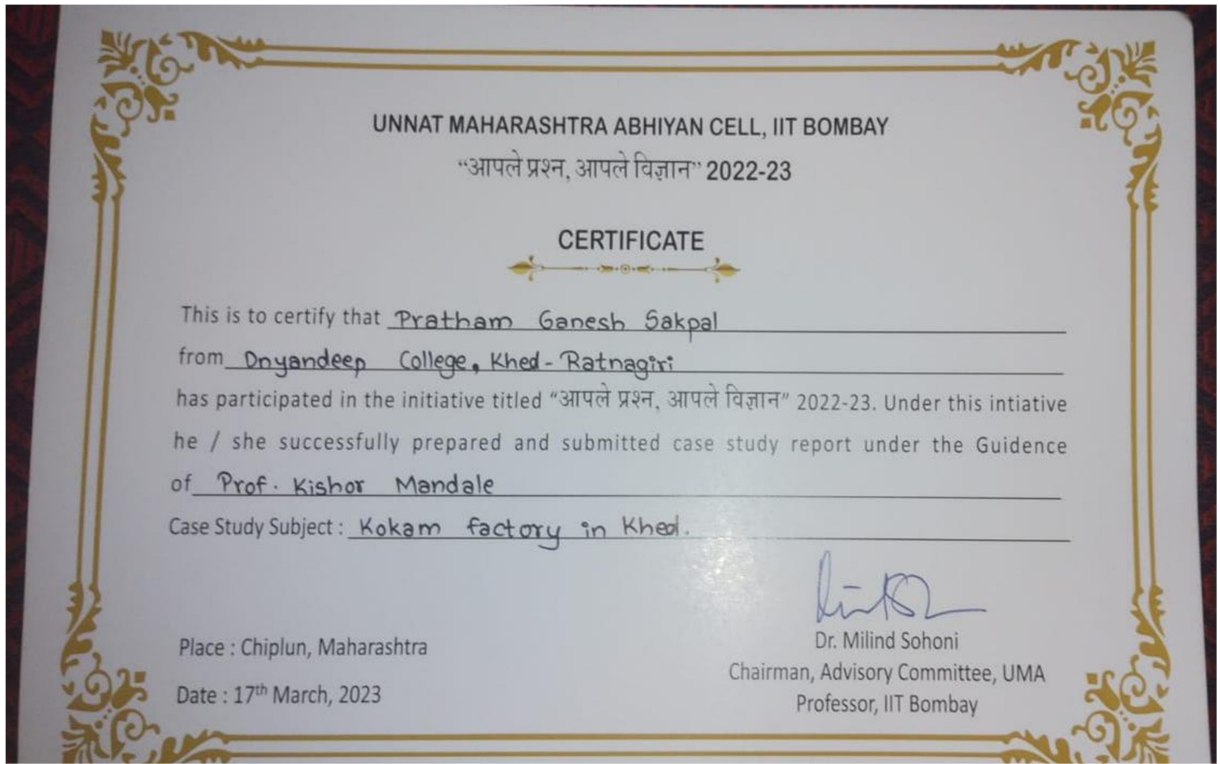 UNNAT MAHARASHTRA ABHIYAN CELL, IIT BOMBAY
“आपले प्रश्न, आपले विज्ञान” 2022-23
CERTIFICATE
This is to certify that Pratham Ganesh Sakpal
from Dnyandeep College, Khed-Ratnagiri
has participated in the initiative titled “आपले प्रश्न, आपले विज्ञान” 2022-23. Under this intiative
he / she successfully prepared and submitted case study report under the Guidence
of Prof. Kishor Mandale
Case Study Subject : Kokam factory in Khed.
Place : Chiplun, Maharashtra
Date : 17th March, 2023
Dr. Milind Sohoni
Chairman, Advisory Committee, UMA
Professor, IIT Bombay